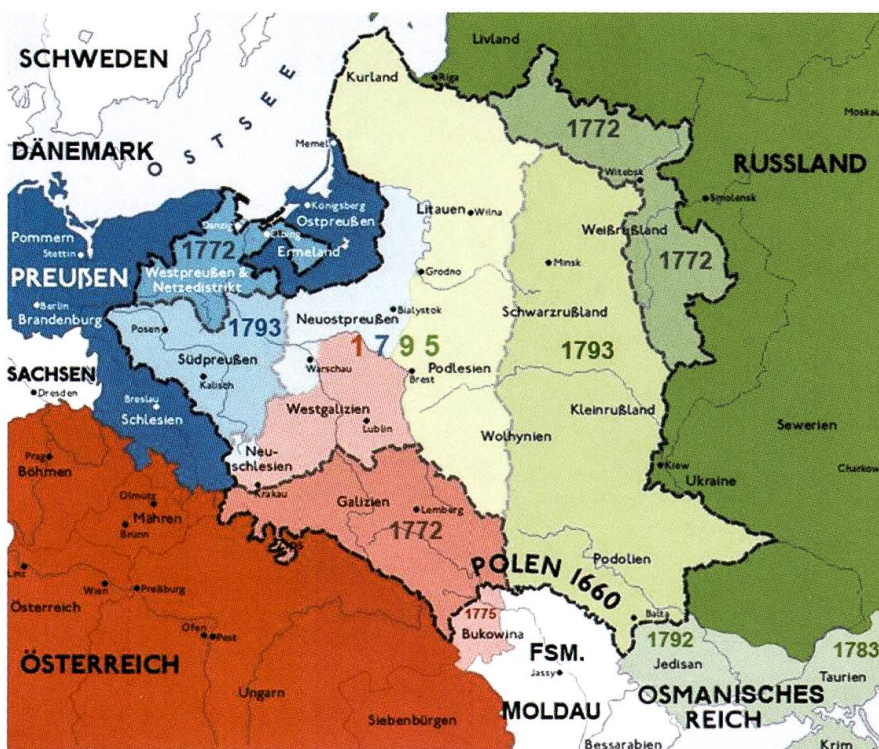 Livland
SCHWEDEN
Kurland
Riga
Moskau
OSTSEE
1772
DÄNEMARK
Memel
Witebsk
RUSSLAND
Smolensk
Königsberg
Ostpreußen
Litauen
Wilna
Danzig
Elbing
Weißrußland
Pommern
Stettin
1772
Ermeland
1772
Minsk
PREUßEN
Westpreußen &
Netzedistrikt
Grodno
Berlin
Brandenburg
1793
Neuostpreußen
Bialystok
Schwarzrußland
Posen
Südpreußen
1795
1793
SACHSEN
Warschau
Podlesien
Brest
Dresden
Kalisch
Breslau
Schlesien
Westgalizien
Kleinrußland
Lublin
Sewerien
Wolhynien
Neu-
schlesien
Prag
Böhmen
Kiew
Ukraine
Charkow
Krakau
Olmütz
Mähren
Brünn
Galizien
Lemberg
1772
Podolien
POLEN 1660
Linz
Wien
Preßburg
Österreich
1775
Bukowina
Balta
Ofen
Pest
1792
Jedisan
1783
Taurien
ÖSTERREICH
FSM.
Jassy
MOLDAU
OSMANISCHES
REICH
Ungarn
Siebenbürgen
Bessarabien
Krim